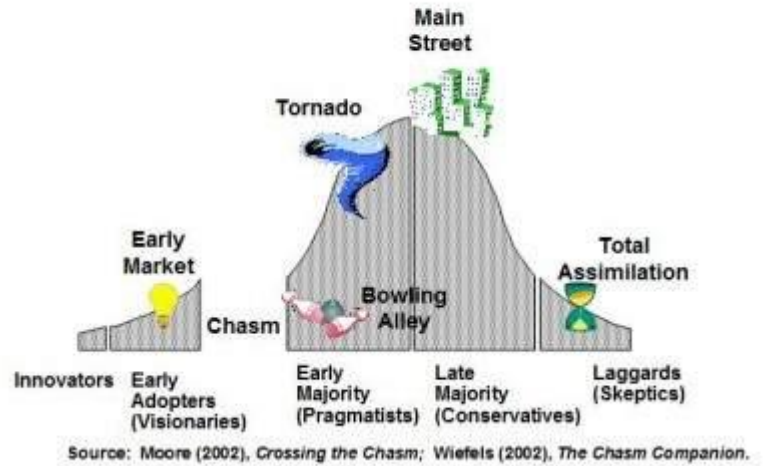 Main
Street
Tornado
Early
Market
Total
Assimilation
Chasm
Bowling
Alley
Innovators
Early
Adopters
(Visionaries)
Early
Majority
(Pragmatists)
Late
Majority
(Conservatives)
Laggards
(Skeptics)
Source: Moore (2002), Crossing the Chasm; Wiefels (2002), The Chasm Companion.